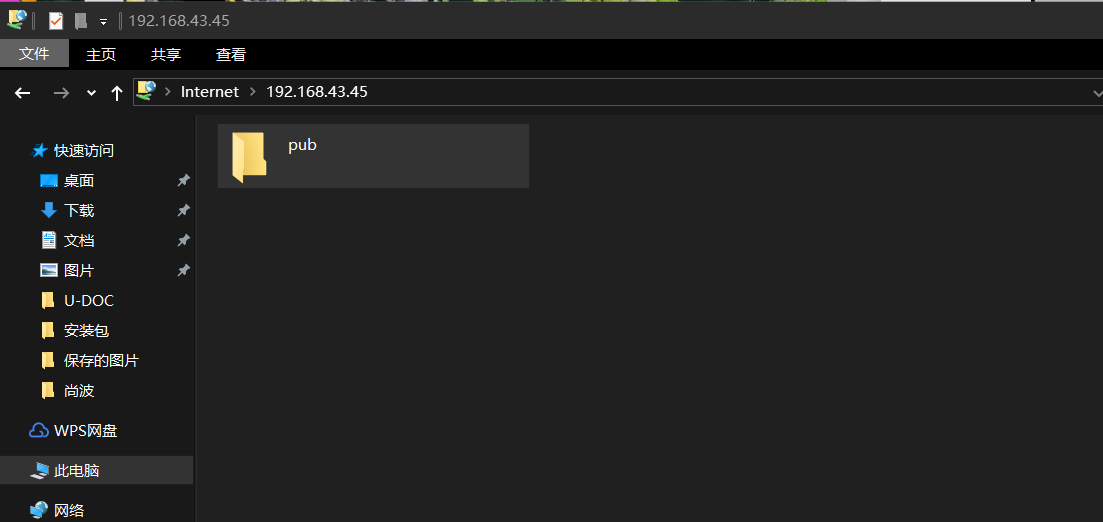 192.168.43.45
文件 主页 共享 查看
Internet 192.168.43.45
pub
快速访问
桌面
下载
文档
图片
U-DOC
安装包
保存的图片
尚波
WPS网盘
此电脑
网络